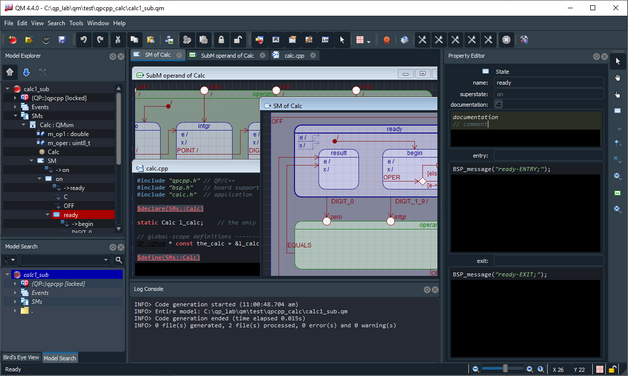 QM 4.4.0 - C:\qp_lab\qm\test\qpcpp_calc\calc1_sub.qm
File Edit View Search Tools Window Help
Model Explorer
calc1_sub
(QP::)qpcpp [locked]
Events
SMs
Calc : QMsm
m_op1 : double
m_oper : uint8_t
Calc
SM
->on
on
->ready
C
OFF
ready
->begin
DIGIT_0
Model Search
calc1_sub
(QP::)qpcpp [locked]
Events
SMs
.
Bird's Eye View
Model Search
Ready
SM of Calc
SubM operand of Calc
calc.cpp
SubM operand of Calc
intgr
e /
x /
POINT /
SM of Calc
OFF
ready
e /
x /
result
e /
x /
begin
e /
x /
OPER
[else]
DIGIT_0
DIGIT_1_9 /
zero
intgr
EQUALS
calc.cpp
#include "qpcpp.h" // QP/C++
#include "bsp.h" // board support
#include "calc.h" // application
$declare(SMs::Calc)
static Calc l_calc; // the only
// global-scope definitions
* const the_calc = &l_calc
$define(SMs::Calc)
Log Console
INFO> Code generation started (11:00:48.704 am)
INFO> Entire model: C:\qp_lab\qm\test\qpcpp_calc\calc1_sub.qm
INFO> Code generation ended (time elapsed 0.015s)
INFO> 0 file(s) generated, 2 file(s) processed, 0 error(s) and 0 warning(s)
Property Editor
State
name: ready
superstate: on
documentation:
documentation
// comment
entry:
BSP_message("ready-ENTRY;");
exit:
BSP_message("ready-EXIT;");
X 26 Y 22